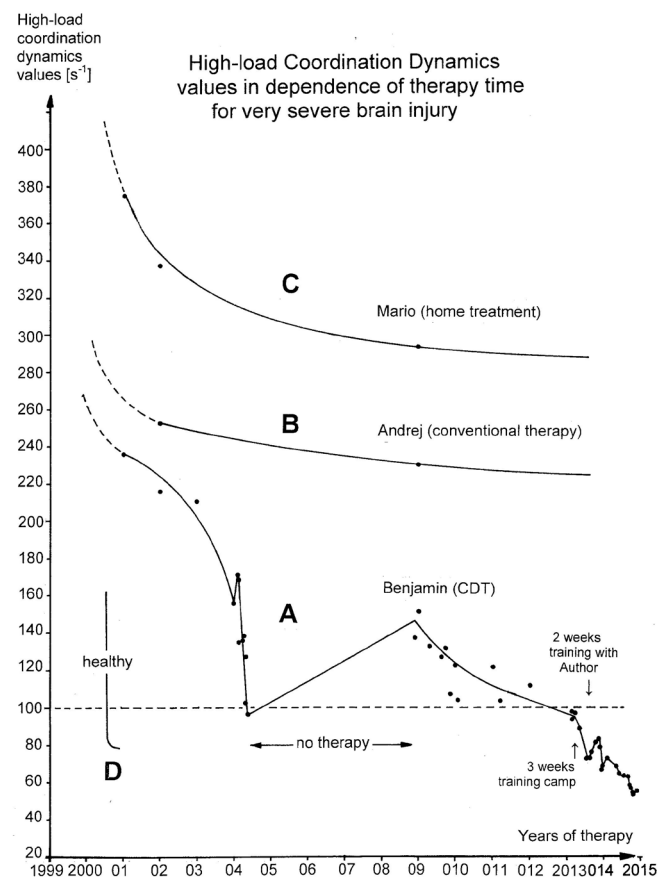 High-load
coordination
dynamics
values [s⁻¹]
High-load Coordination Dynamics
values in dependence of therapy time
for very severe brain injury
400
380
360
340
320
300
280
260
240
220
200
180
160
140
120
100
80
60
40
20
C
Mario (home treatment)
B
Andrej (conventional therapy)
Benjamin (CDT)
A
2 weeks
training with
Author
healthy
no therapy
D
3 weeks
training camp
Years of therapy
1999 2000 01 02 03 04 05 06 07 08 09 010 011 012 2013 014 2015